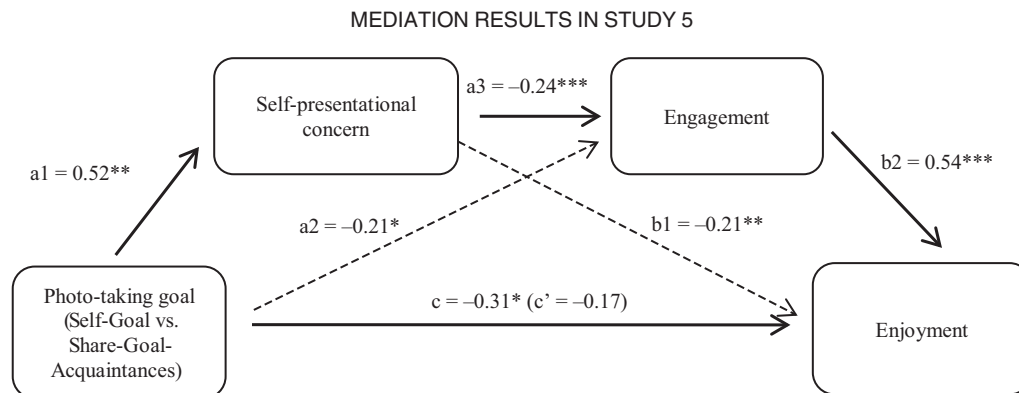 MEDIATION RESULTS IN STUDY 5
a3 = –0.24***
Self-presentational
concern
Engagement
a1 = 0.52**
b2 = 0.54***
a2 = –0.21*
b1 = –0.21**
Photo-taking goal
(Self-Goal vs.
Share-Goal-
Acquaintances)
c = –0.31* (c’ = –0.17)
Enjoyment